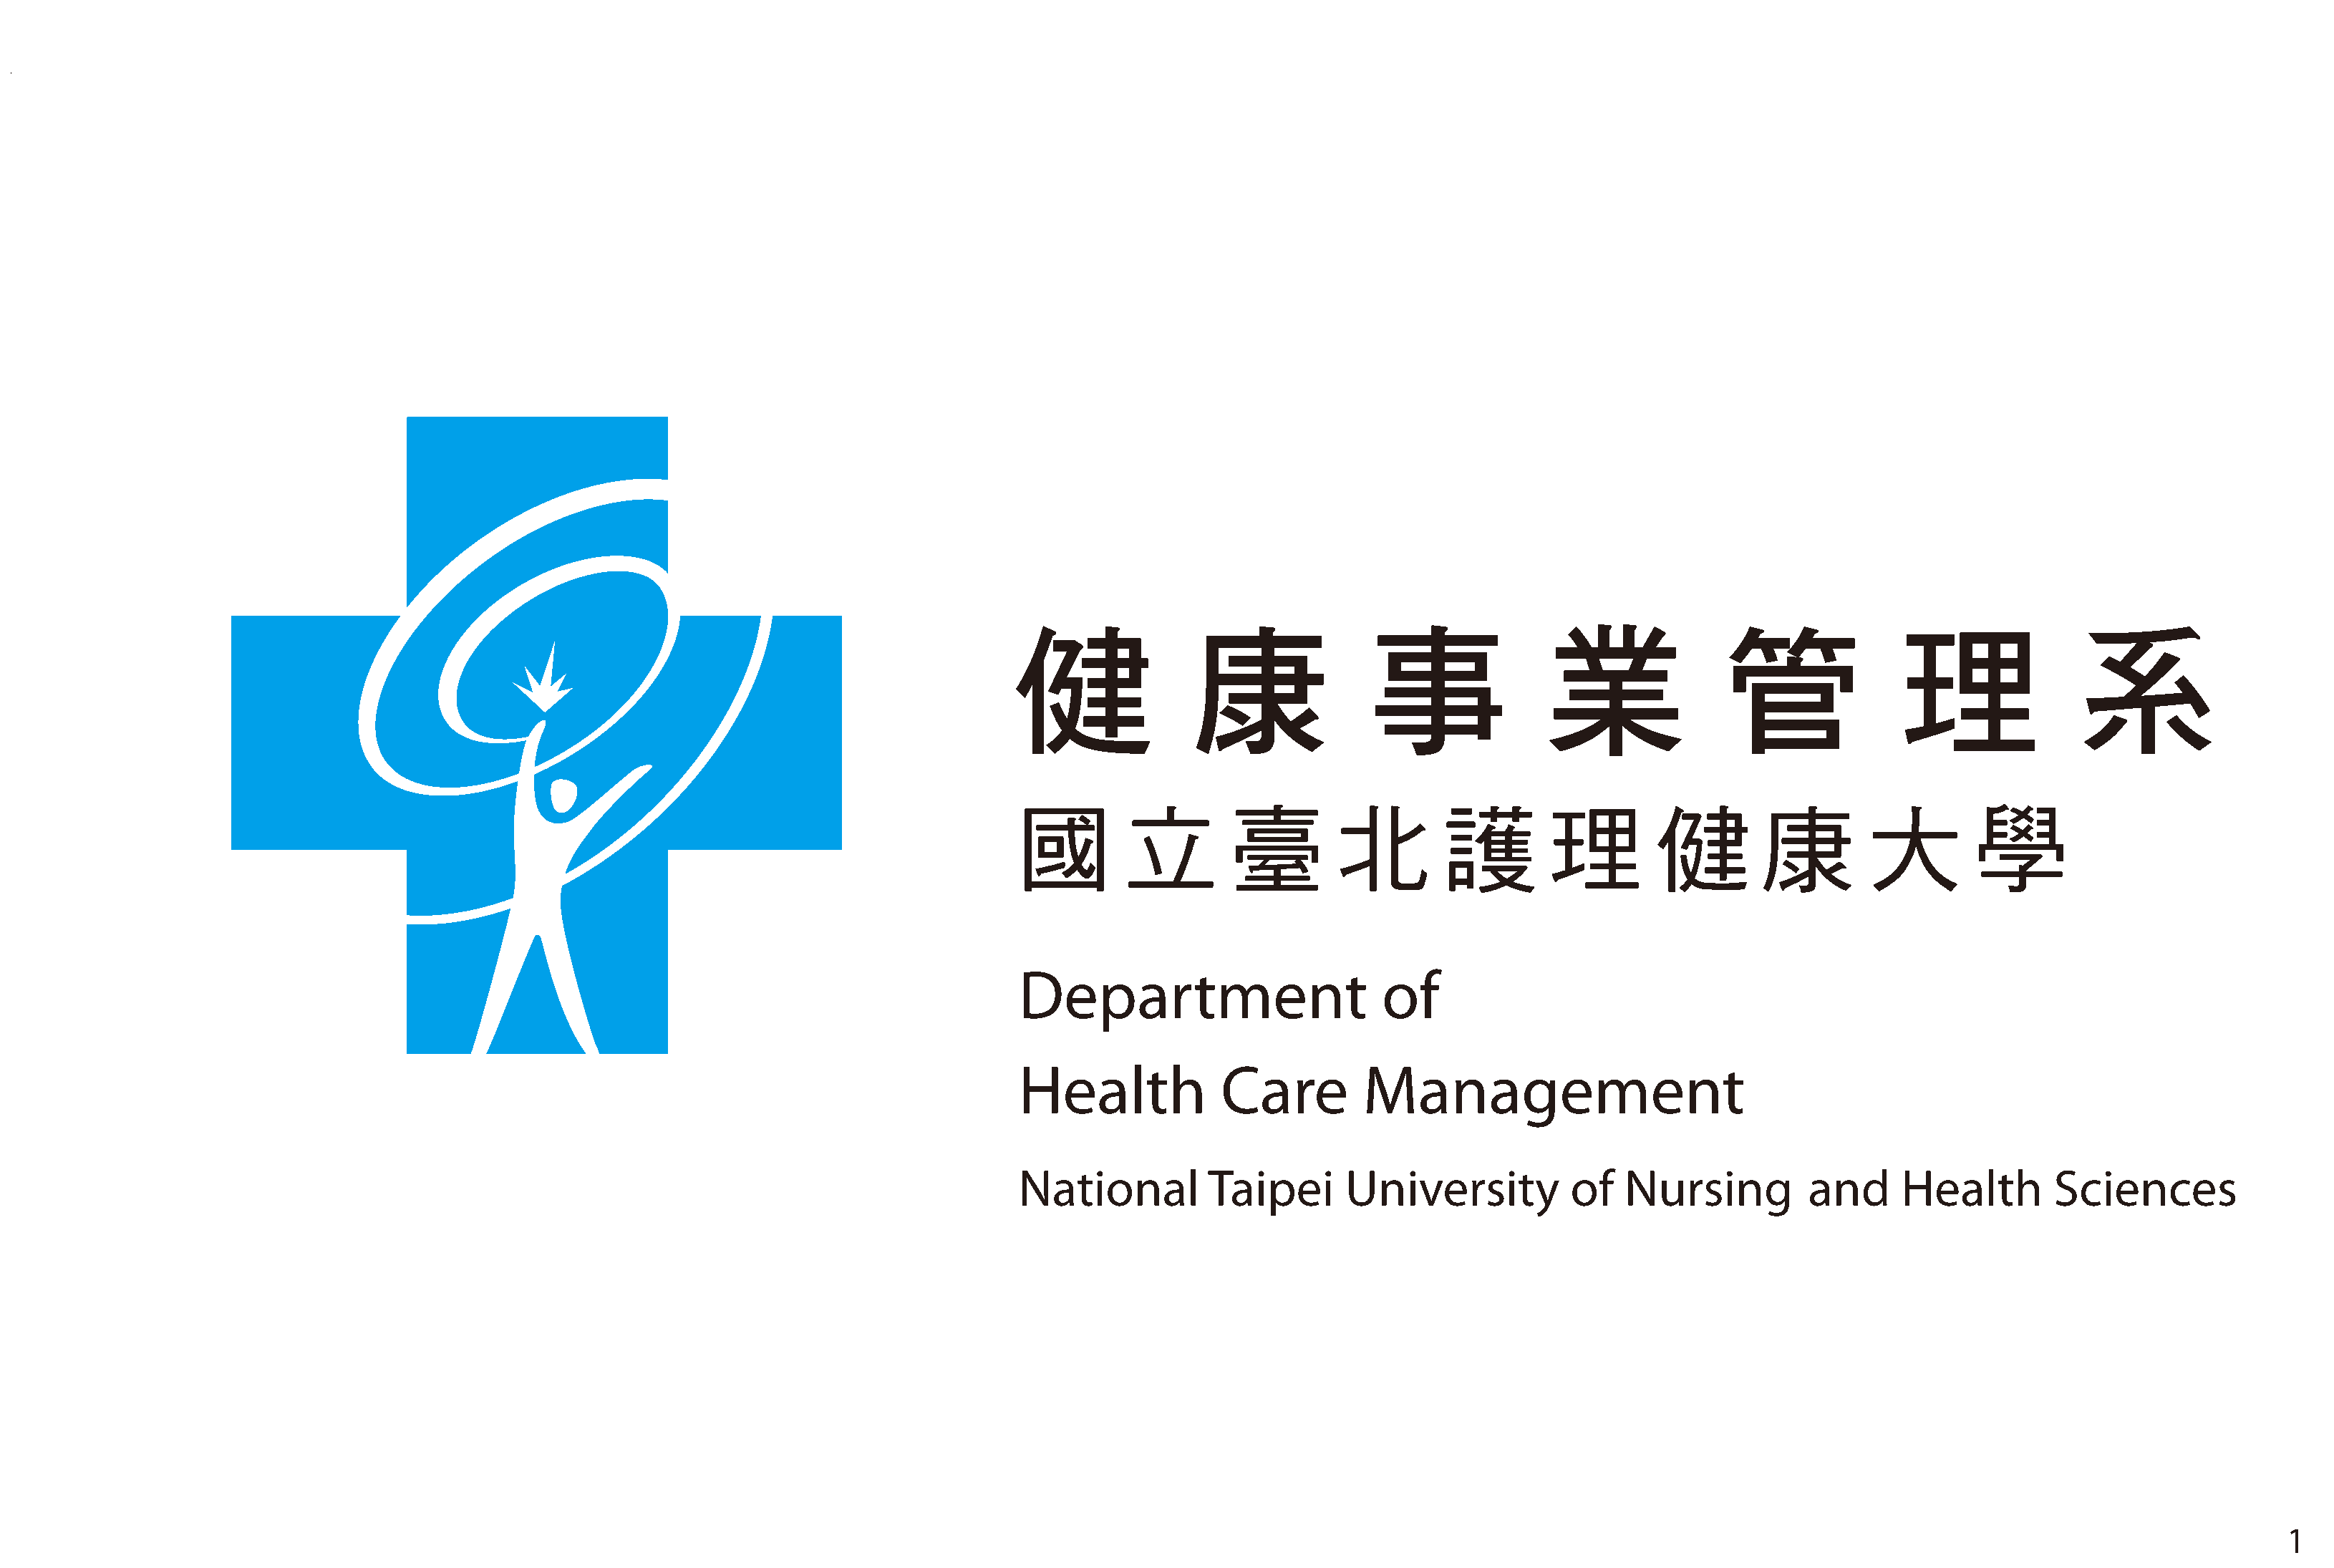 健康事業管理系
國立臺北護理健康大學
Department of
Health Care Management
National Taipei University of Nursing and Health Sciences
1